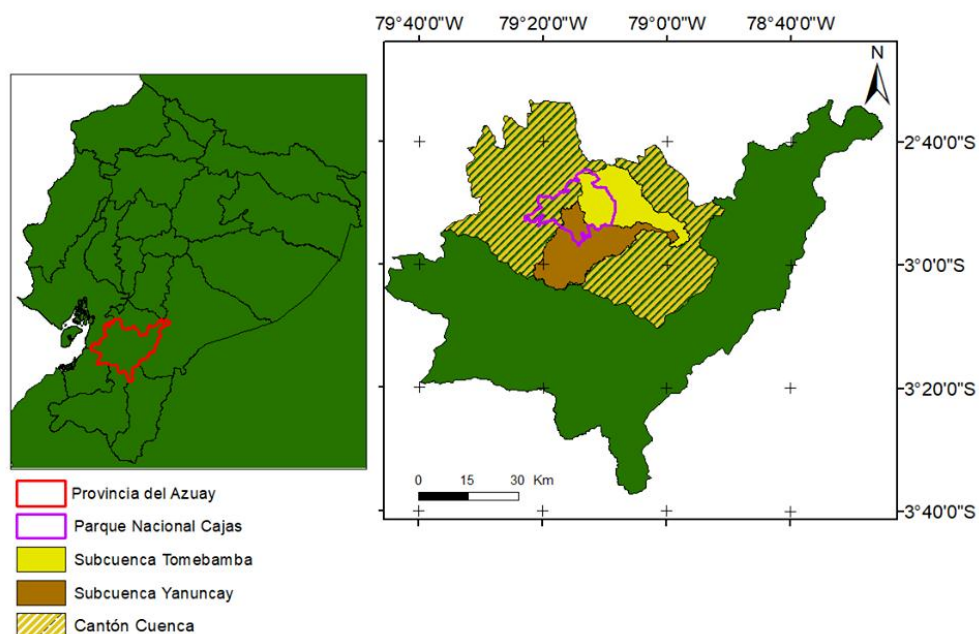 79°40'0"W 79°20'0"W 79°0'0"W 78°40'0"W
N
2°40'0"S
3°0'0"S
3°20'0"S
3°40'0"S
0 15 30 Km
Provincia del Azuay
Parque Nacional Cajas
Subcuenca Tomebamba
Subcuenca Yanuncay
Cantón Cuenca